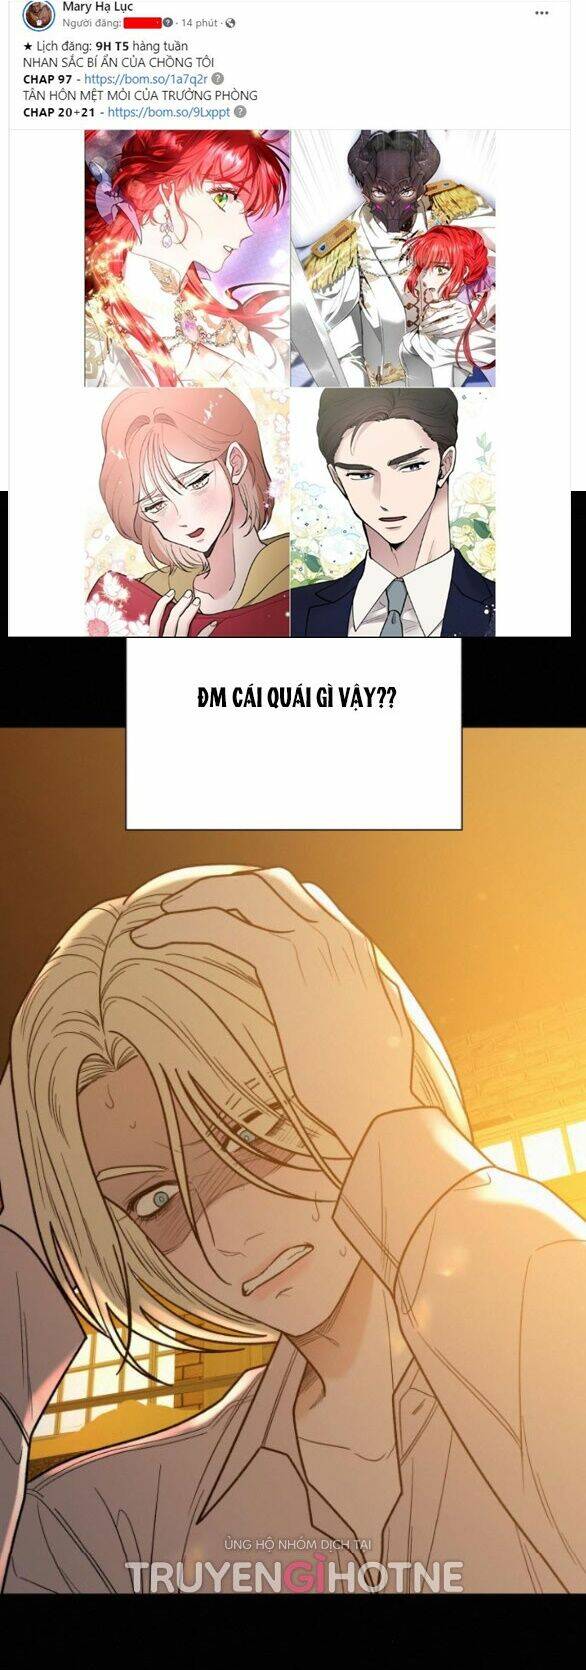 Mary Hạ Lục
Người đăng: · 14 phút ·
★ Lịch đăng: 9H T5 hàng tuần
NHAN SẮC BÍ ẨN CỦA CHỒNG TÔI
CHAP 97 - https://bom.so/1a7q2r
TÂN HÔN MỆT MỎI CỦA TRƯỞNG PHÒNG
CHAP 20+21 - https://bom.so/9Lxppt
ĐM CÁI QUÁI GÌ VẬY??
ỦNG HỘ NHÓM DỊCH TẠI
TRUYENGIHOTNE